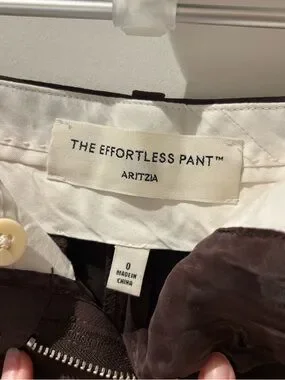 THE EFFORTLESS PANT™
ARITZIA
0
MADE IN
CHINA